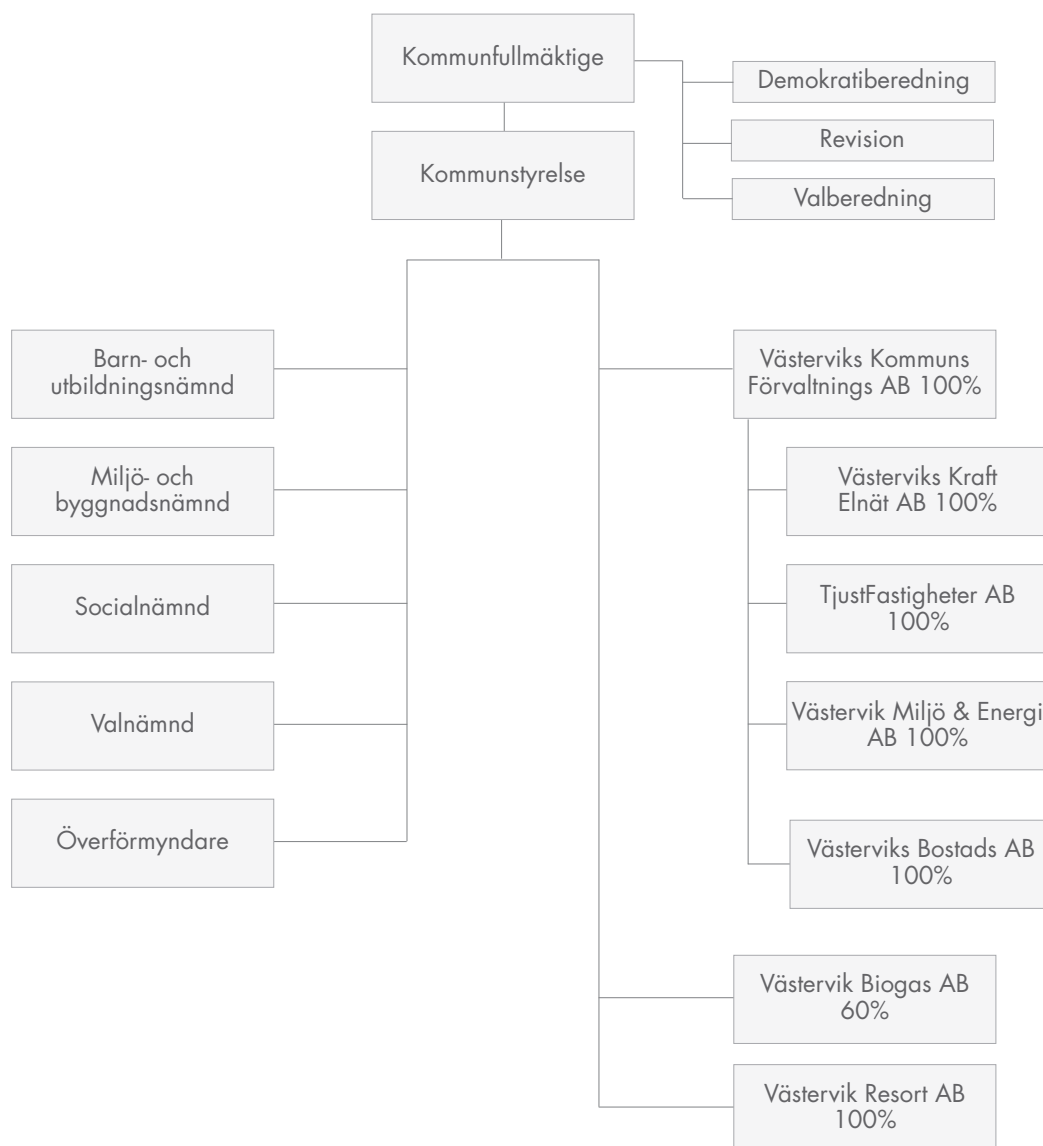 Kommunfullmäktige
Demokratiberedning
Revision
Kommunstyrelse
Valberedning
Barn- och
utbildningsnämnd
Miljö- och
byggnadsnämnd
Socialnämnd
Valnämnd
Överförmyndare
Västerviks Kommuns
Förvaltnings AB 100%
Västerviks Kraft
Elnät AB 100%
TjustFastigheter AB
100%
Västervik Miljö & Energi
AB 100%
Västerviks Bostads AB
100%
Västervik Biogas AB
60%
Västervik Resort AB
100%